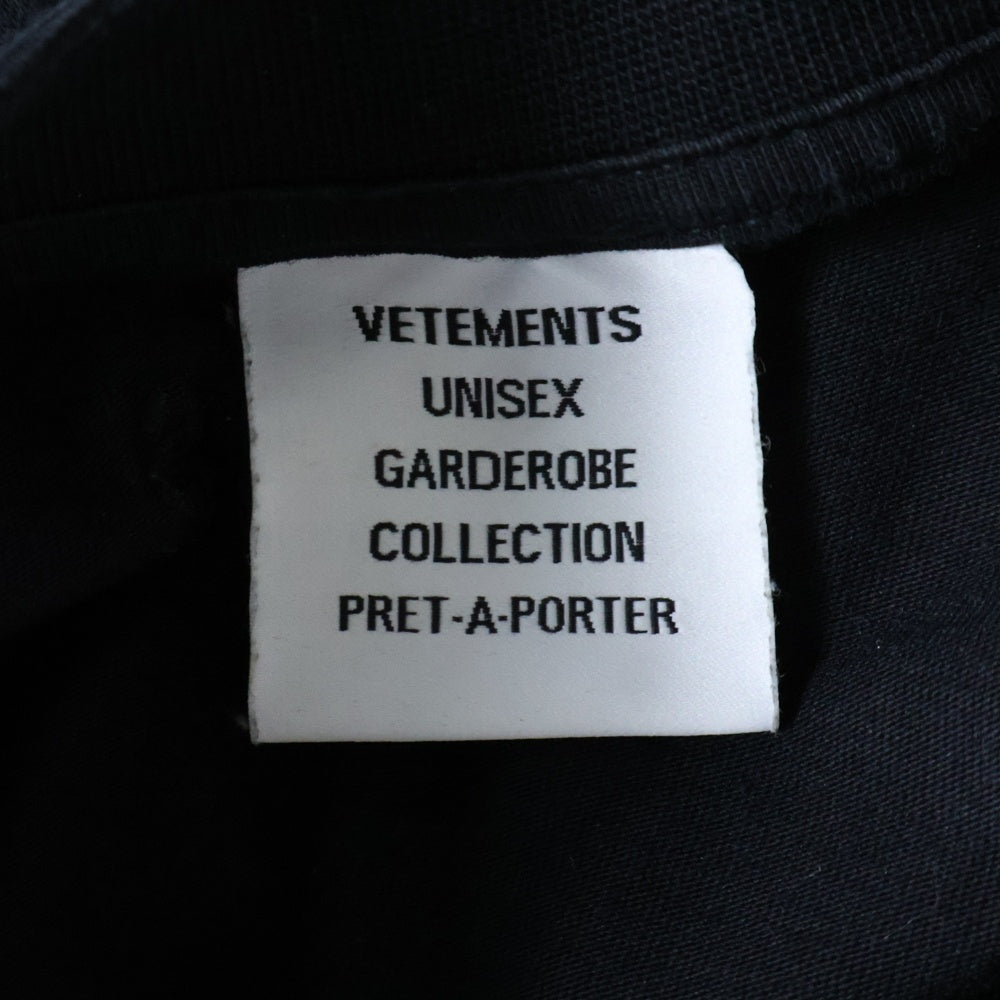 VETEMENTS
UNISEX
GARDEROBE
COLLECTION
PRET-A-PORTER